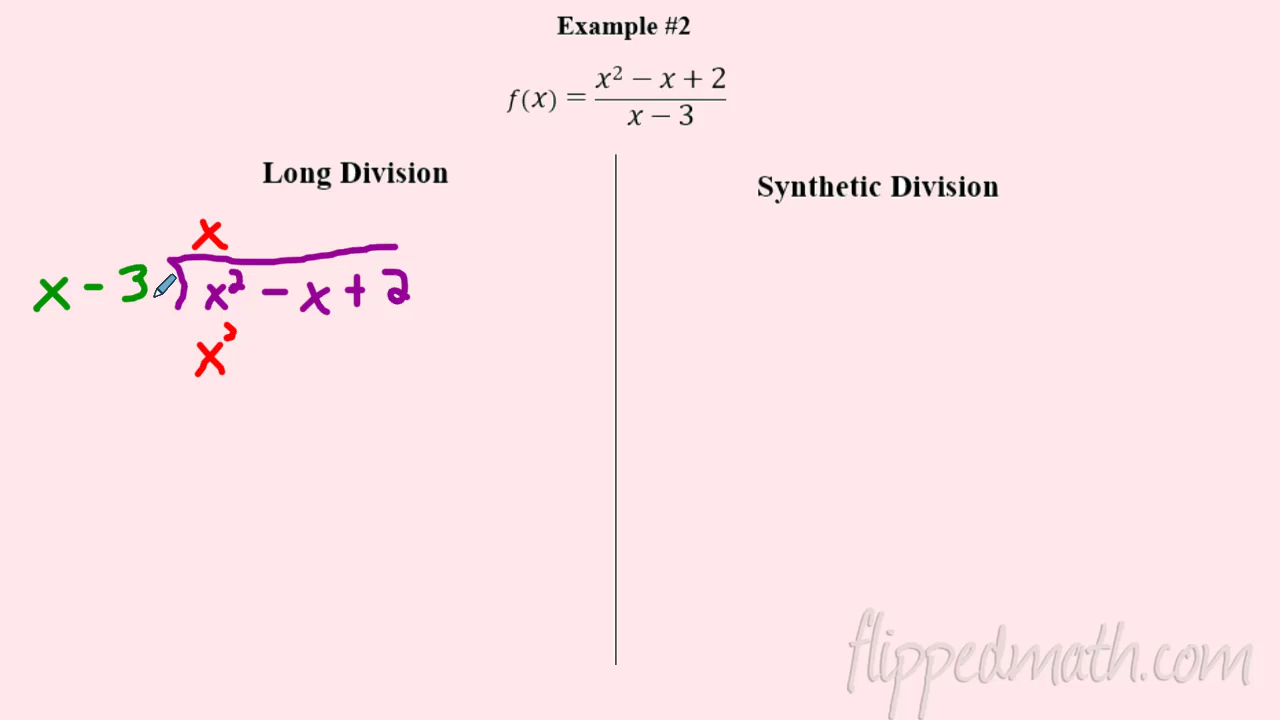 Example #2
f(x) = x² − x + 2 / x − 3
Long Division
x
x - 3 ) x² - x + 2
x²
Synthetic Division
flippedmath.com